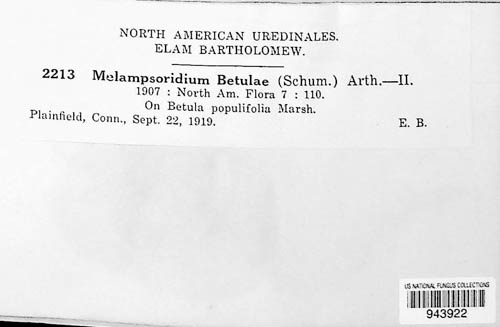 NORTH AMERICAN UREDINALES.
ELAM BARTHOLOMEW.
2213 Melampsoridium Betulae (Schum.) Arth.—II.
1907 : North Am. Flora 7 : 110.
On Betula populifolia Marsh.
Plainfield, Conn., Sept. 22, 1919. E. B.
US NATIONAL FUNGUS COLLECTIONS
943922